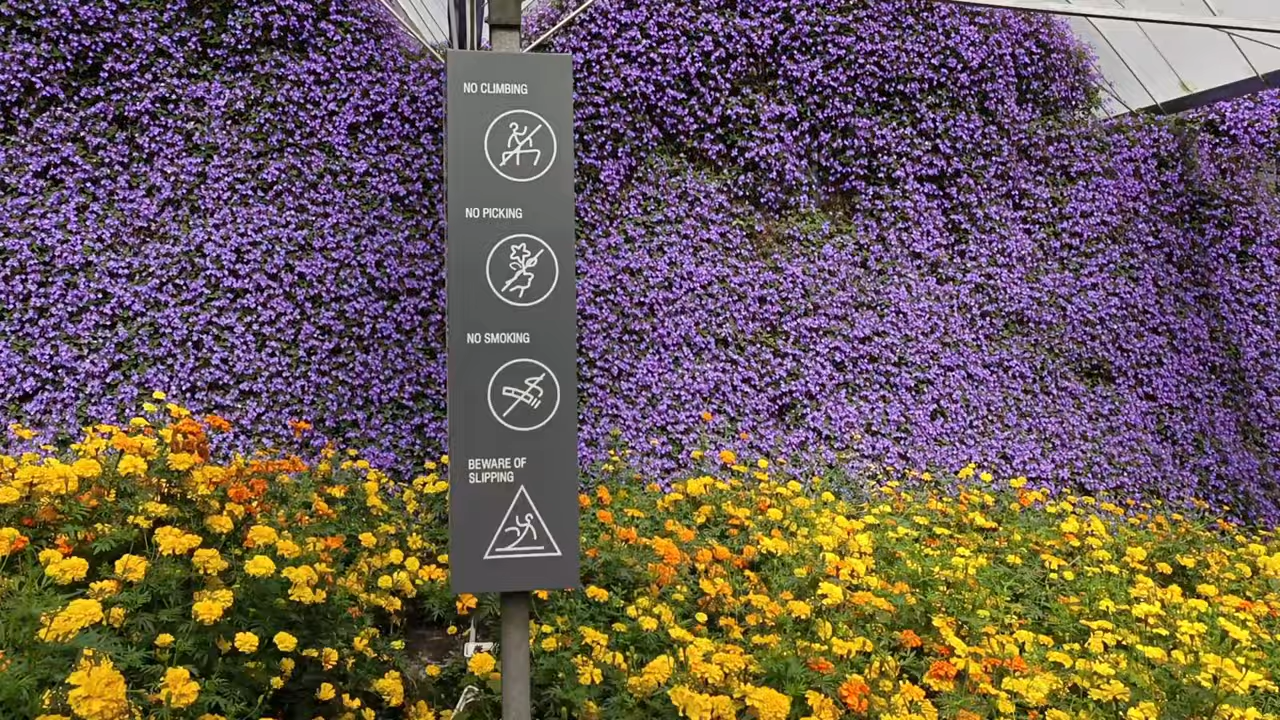 NO CLIMBING
NO PICKING
NO SMOKING
BEWARE OF
SLIPPING